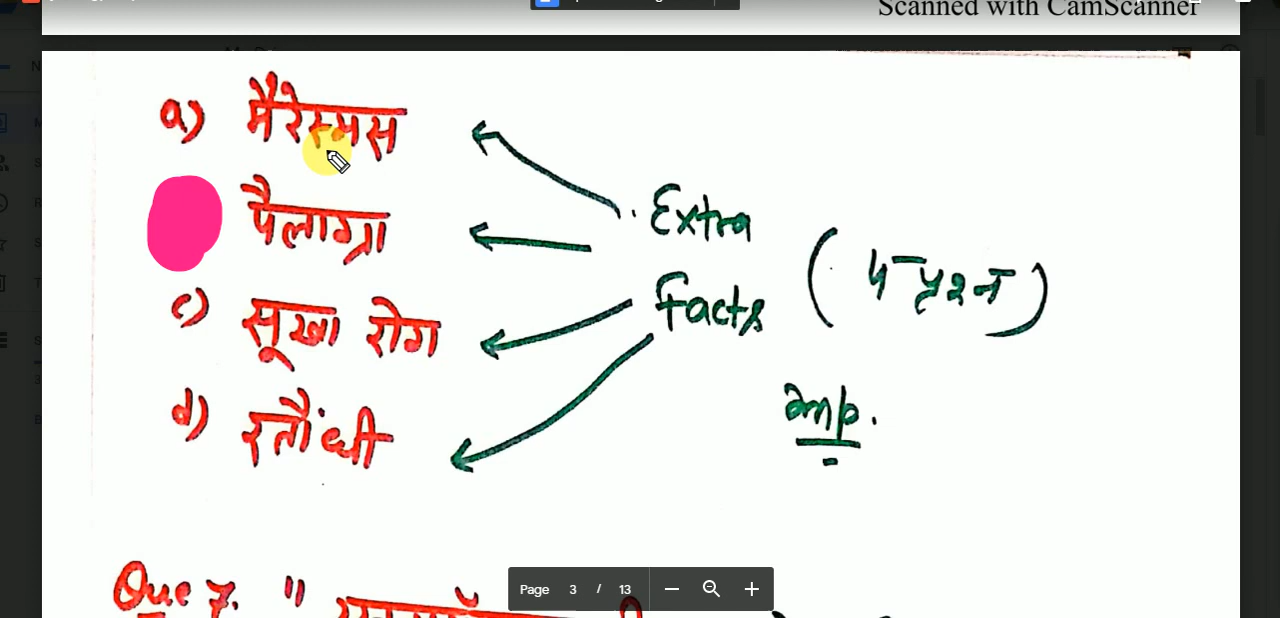 Scanned with CamScanner
a) मैरेस्मस
पैलाग्रा
c) सूखा रोग
d) रतौंधी
Extra
Facts
(4 प्रश्न)
Imp.
Que 7. "
Page 3 / 13